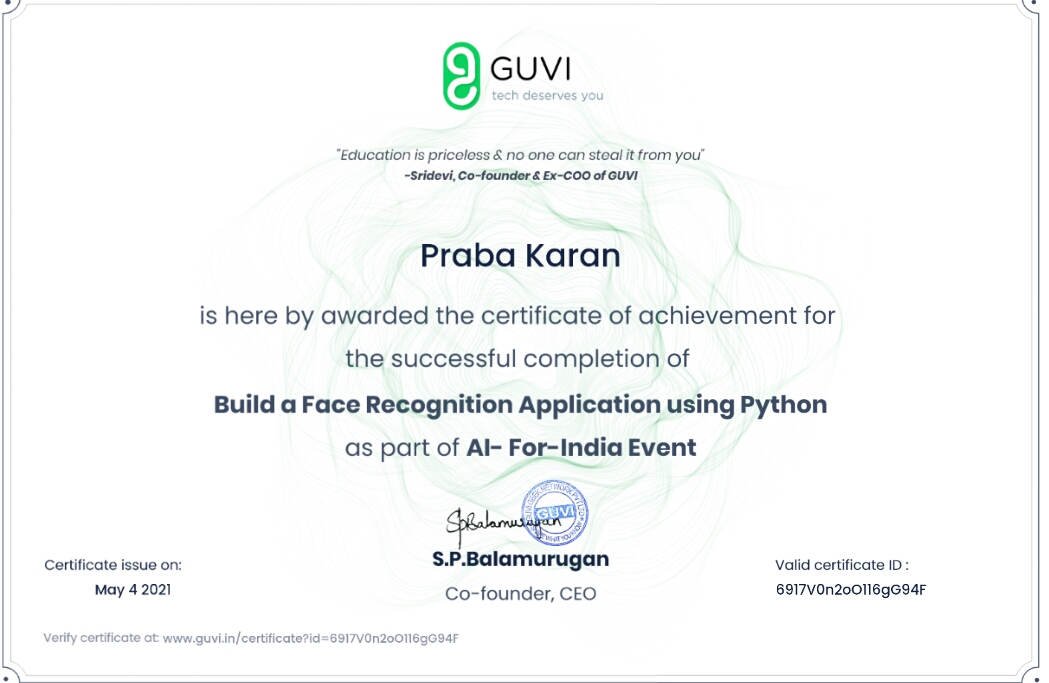 GUVI
tech deserves you
"Education is priceless & no one can steal it from you"
-Sridevi, Co-founder & Ex-COO of GUVI
Praba Karan
is here by awarded the certificate of achievement for
the successful completion of
Build a Face Recognition Application using Python
as part of AI- For-India Event
SpBalamurugan
GUVI
S.P.Balamurugan
Co-founder, CEO
Certificate issue on:
May 4 2021
Valid certificate ID :
6917V0n2oO116gG94F
Verify certificate at: www.guvi.in/certificate?id=6917V0n2oO116gG94F